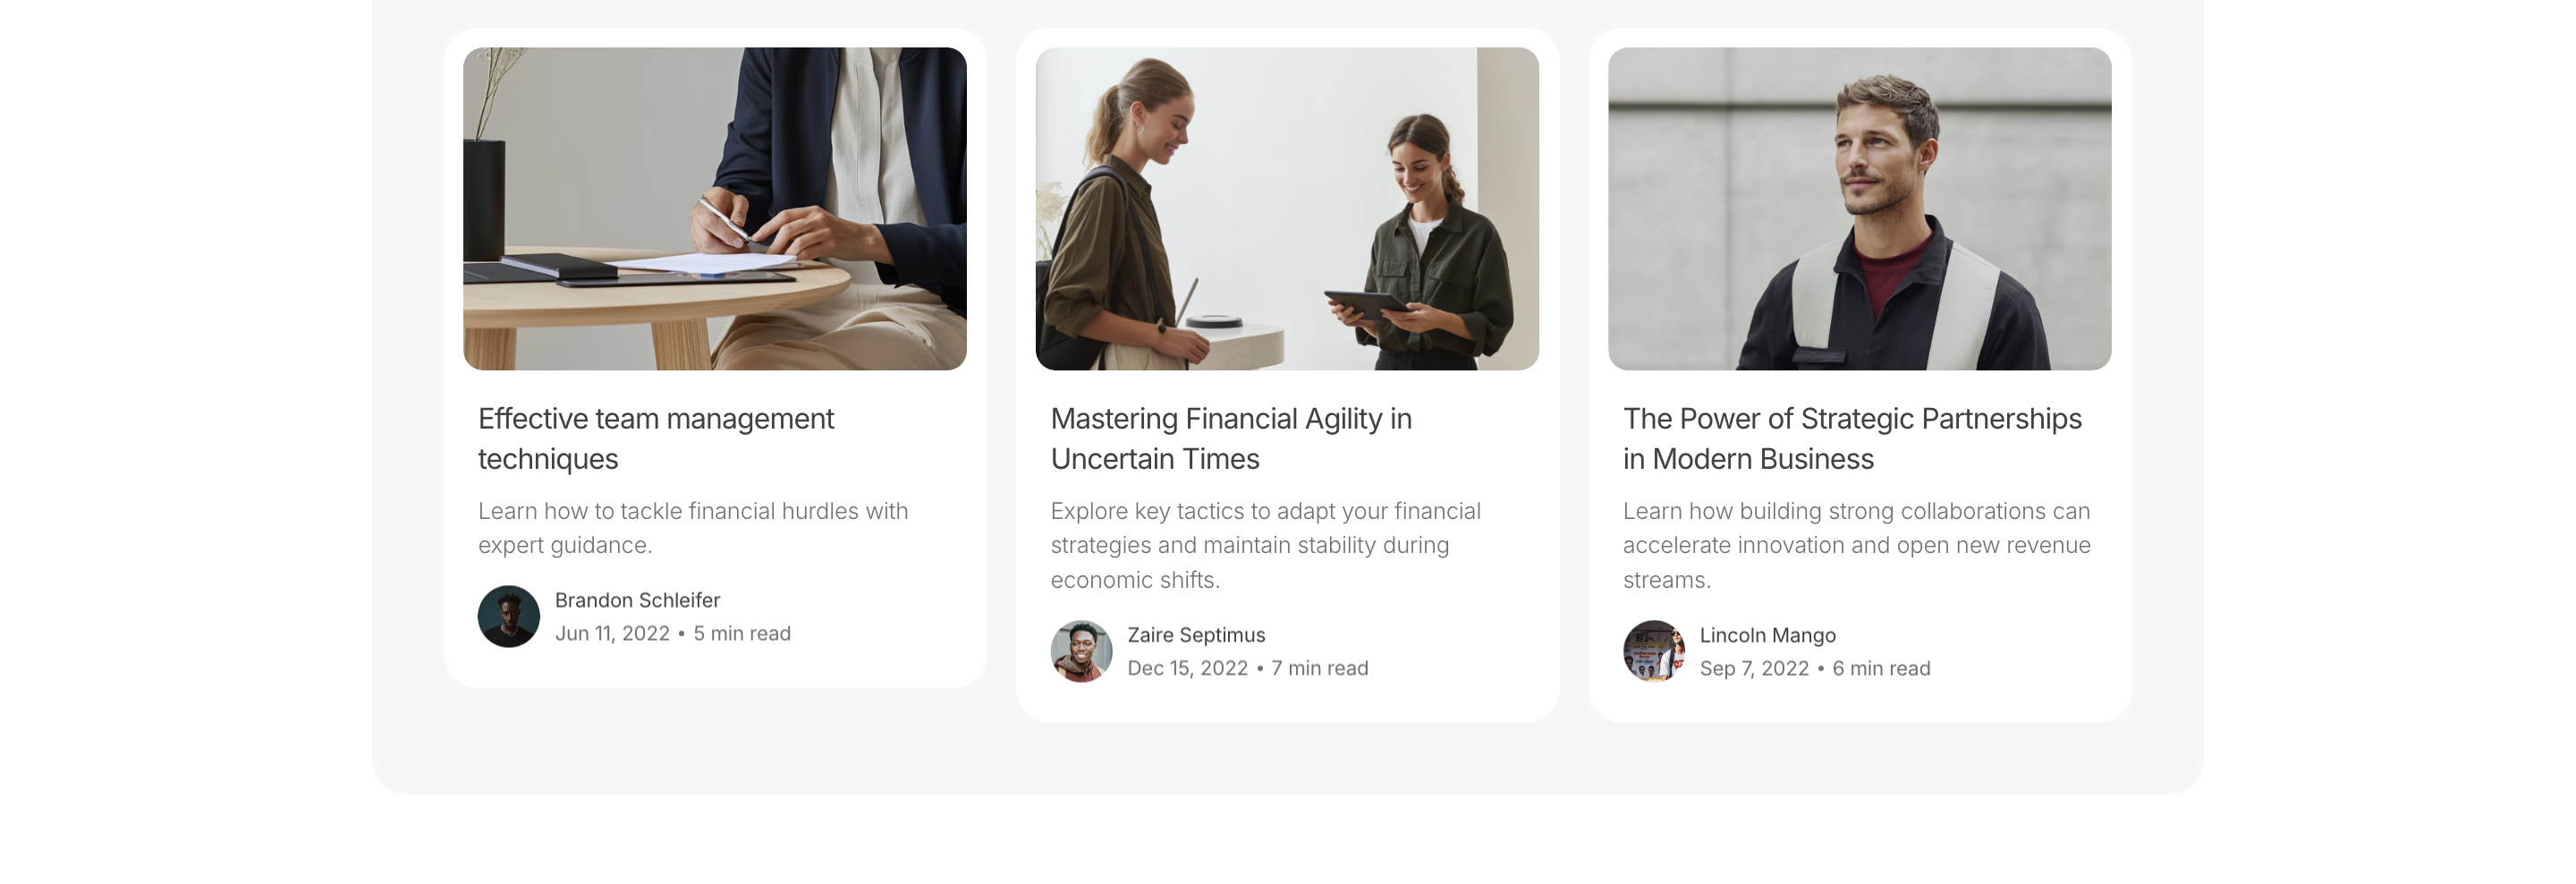 Effective team management
techniques
Learn how to tackle financial hurdles with
expert guidance.
Brandon Schleifer
Jun 11, 2022 • 5 min read
Mastering Financial Agility in
Uncertain Times
Explore key tactics to adapt your financial
strategies and maintain stability during
economic shifts.
Zaire Septimus
Dec 15, 2022 • 7 min read
The Power of Strategic Partnerships
in Modern Business
Learn how building strong collaborations can
accelerate innovation and open new revenue
streams.
Lincoln Mango
Sep 7, 2022 • 6 min read